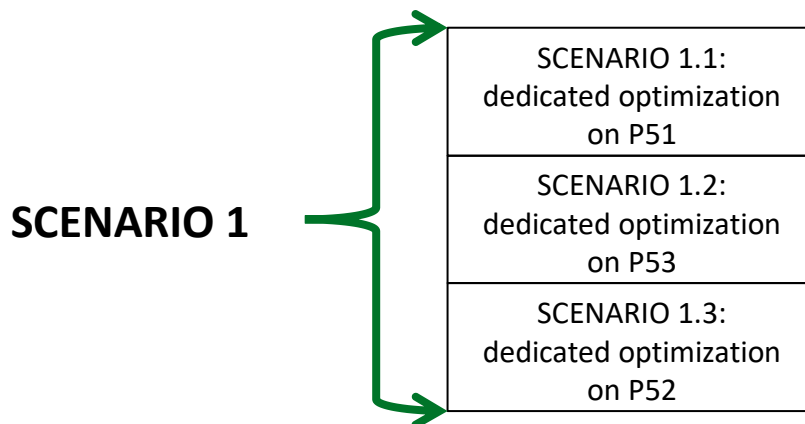 SCENARIO 1
SCENARIO 1.1:
dedicated optimization
on P51
SCENARIO 1.2:
dedicated optimization
on P53
SCENARIO 1.3:
dedicated optimization
on P52